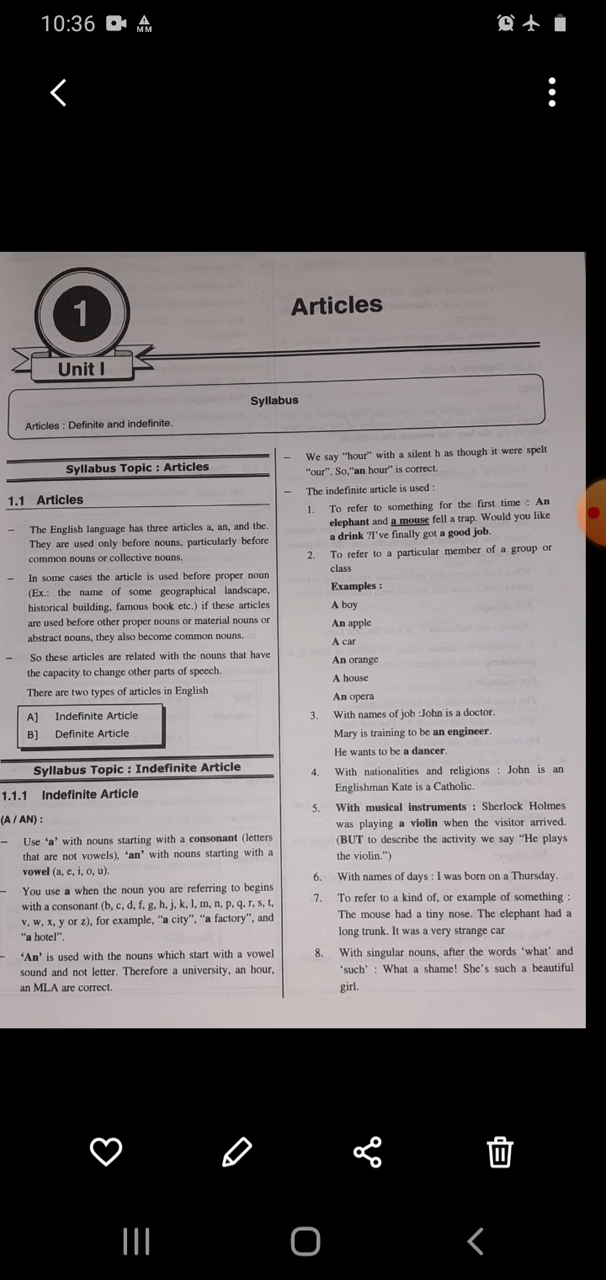 10:36
MM
1
Unit I
Articles
Syllabus
Articles : Definite and indefinite.
Syllabus Topic : Articles
1.1 Articles
– The English language has three articles a, an, and the.
They are used only before nouns, particularly before
common nouns or collective nouns.
– In some cases the article is used before proper noun
(Ex.: the name of some geographical landscape,
historical building, famous book etc.) if these articles
are used before other proper nouns or material nouns or
abstract nouns, they also become common nouns.
– So these articles are related with the nouns that have
the capacity to change other parts of speech.
There are two types of articles in English
A] Indefinite Article
B] Definite Article
Syllabus Topic : Indefinite Article
1.1.1 Indefinite Article
(A / AN) :
– Use ‘a’ with nouns starting with a consonant (letters
that are not vowels), ‘an’ with nouns starting with a
vowel (a, e, i, o, u).
– You use a when the noun you are referring to begins
with a consonant (b, c, d, f, g, h, j, k, l, m, n, p, q, r, s, t,
v, w, x, y or z), for example, “a city”, “a factory”, and
“a hotel”.
– ‘An’ is used with the nouns which start with a vowel
sound and not letter. Therefore a university, an hour,
an MLA are correct.
– We say “hour” with a silent h as though it were spelt
“our”. So,“an hour” is correct.
– The indefinite article is used :
1. To refer to something for the first time : An
elephant and a mouse fell a trap. Would you like
a drink ?I’ve finally got a good job.
2. To refer to a particular member of a group or
class
Examples :
A boy
An apple
A car
An orange
A house
An opera
3. With names of job :John is a doctor.
Mary is training to be an engineer.
He wants to be a dancer.
4. With nationalities and religions : John is an
Englishman Kate is a Catholic.
5. With musical instruments : Sherlock Holmes
was playing a violin when the visitor arrived.
(BUT to describe the activity we say “He plays
the violin.”)
6. With names of days : I was born on a Thursday.
7. To refer to a kind of, or example of something :
The mouse had a tiny nose. The elephant had a
long trunk. It was a very strange car
8. With singular nouns, after the words ‘what’ and
‘such’ : What a shame! She’s such a beautiful
girl.